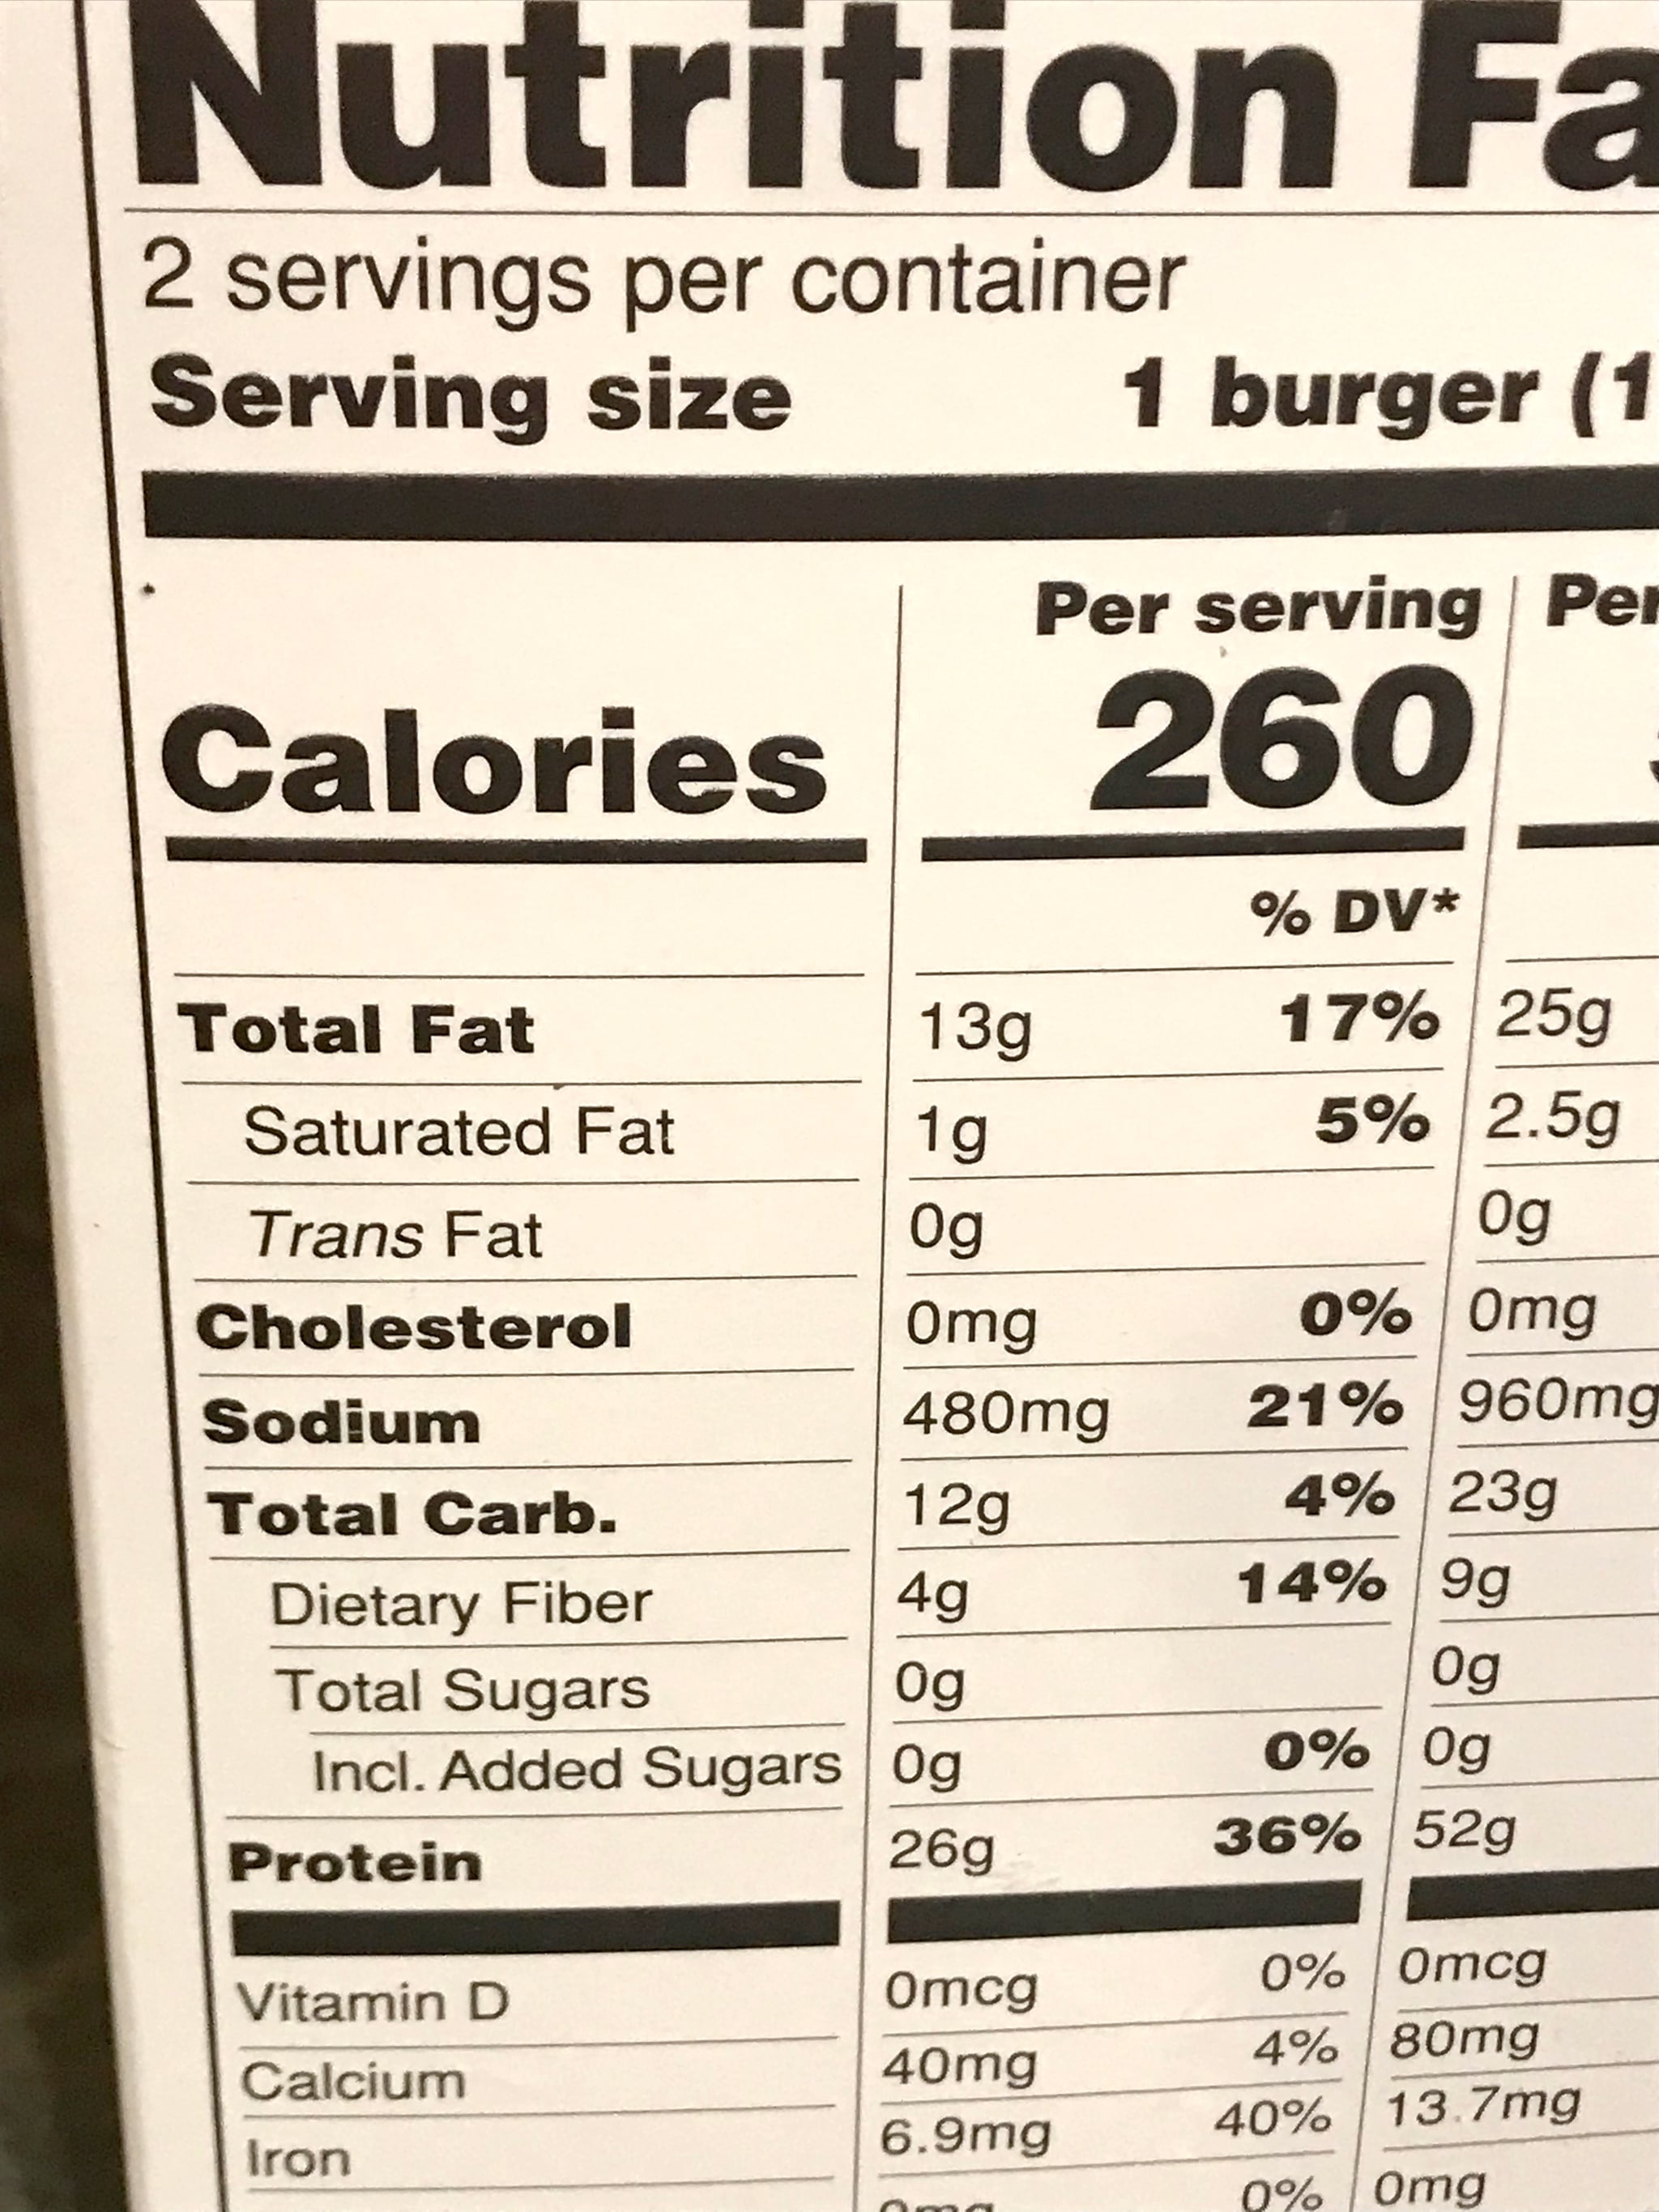 Nutrition Fa
2 servings per container
Serving size 1 burger (1
Per serving Per
Calories 260
% DV*
Total Fat 13g 17% 25g
Saturated Fat 1g 5% 2.5g
Trans Fat 0g 0g
Cholesterol 0mg 0% 0mg
Sodium 480mg 21% 960mg
Total Carb. 12g 4% 23g
Dietary Fiber 4g 14% 9g
Total Sugars 0g 0g
Incl. Added Sugars 0g 0% 0g
Protein 26g 36% 52g
Vitamin D 0mcg 0% 0mcg
Calcium 40mg 4% 80mg
Iron 6.9mg 40% 13.7mg
0% 0mg